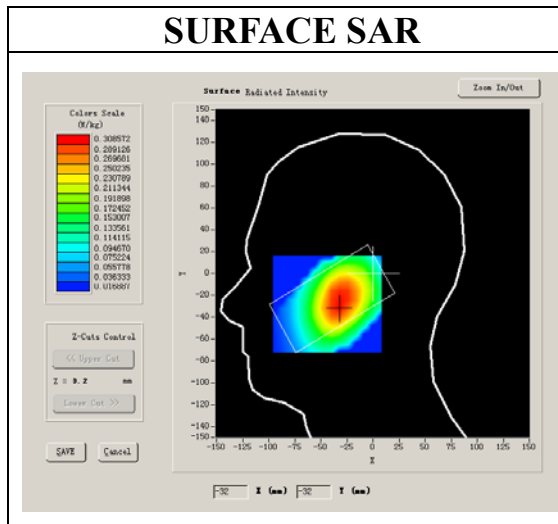 SURFACE SAR
Surface Radiated Intensity
Zoom In/Out
Colors Scale
(W/kg)
0.308572
0.289126
0.269681
0.250235
0.230789
0.211344
0.191898
0.172452
0.153007
0.133561
0.114115
0.094670
0.075224
0.055778
0.036333
0.016887
150
140
120
100
80
60
40
20
0
-20
-40
-60
-80
-100
-120
-140
-150
Y
-150 -125 -100 -75 -50 -25 0 25 50 75 100 125 150
X
Z-Cuts Control
<< Upper Cut
Z = 0.2 mm
Lower Cut >>
SAVE Cancel
-32 X (mm) -32 Y (mm)